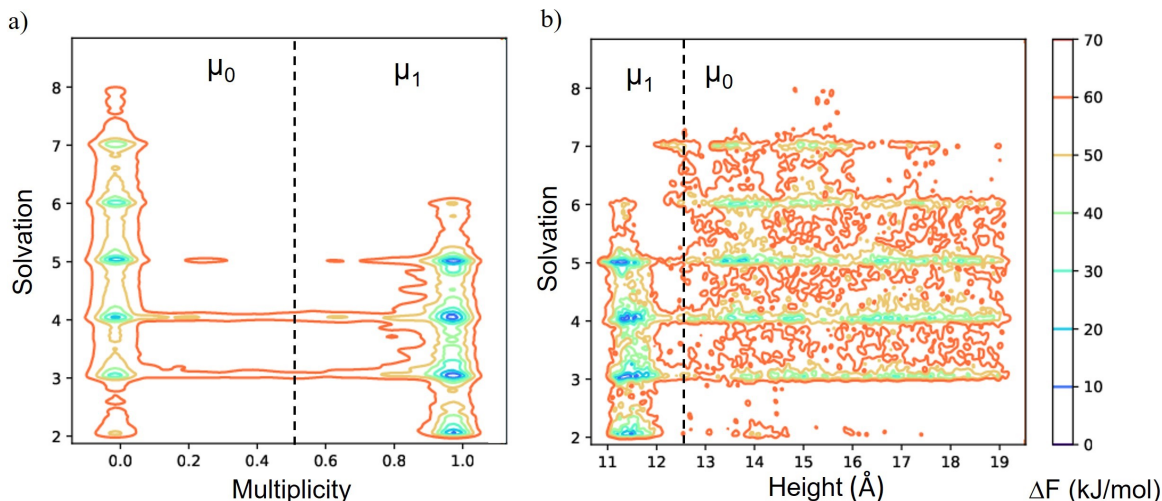 a)
μ0
μ1
8
7
6
5
4
3
2
Solvation
0.0 0.2 0.4 0.6 0.8 1.0
Multiplicity
b)
μ1
μ0
8
7
6
5
4
3
2
Solvation
11 12 13 14 15 16 17 18 19
Height (Å)
70
60
50
40
30
20
10
0
ΔF (kJ/mol)